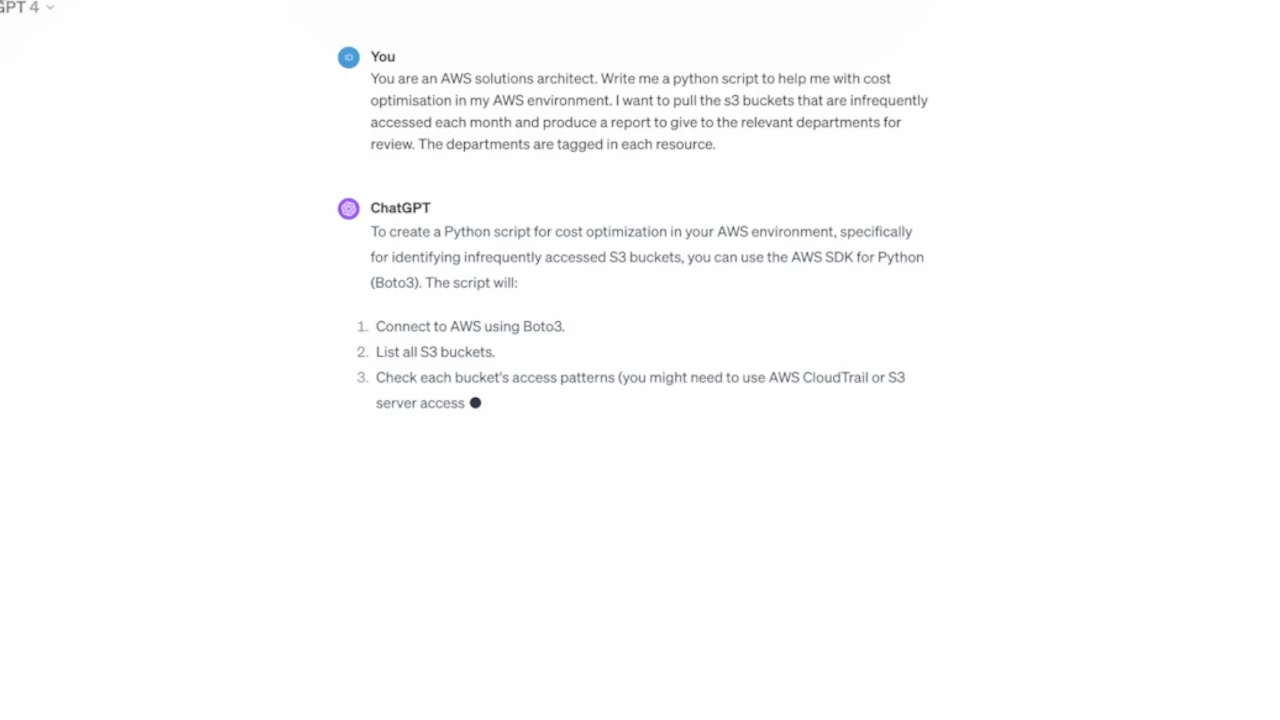 GPT 4
You
You are an AWS solutions architect. Write me a python script to help me with cost
optimisation in my AWS environment. I want to pull the s3 buckets that are infrequently
accessed each month and produce a report to give to the relevant departments for
review. The departments are tagged in each resource.
ChatGPT
To create a Python script for cost optimization in your AWS environment, specifically
for identifying infrequently accessed S3 buckets, you can use the AWS SDK for Python
(Boto3). The script will:
1. Connect to AWS using Boto3.
2. List all S3 buckets.
3. Check each bucket's access patterns (you might need to use AWS CloudTrail or S3
server access